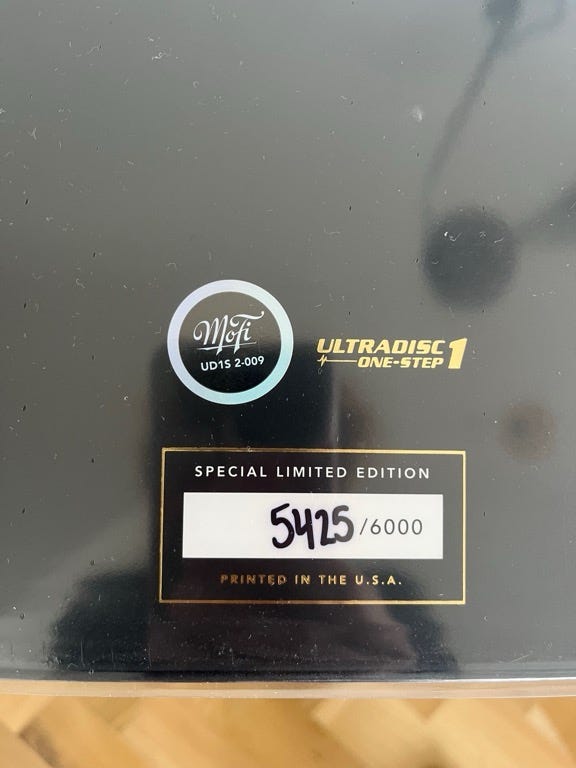 MoFi
UD1S 2-009
ULTRADISC 1
ONE-STEP
SPECIAL LIMITED EDITION
5425/6000
PRINTED IN THE U.S.A.